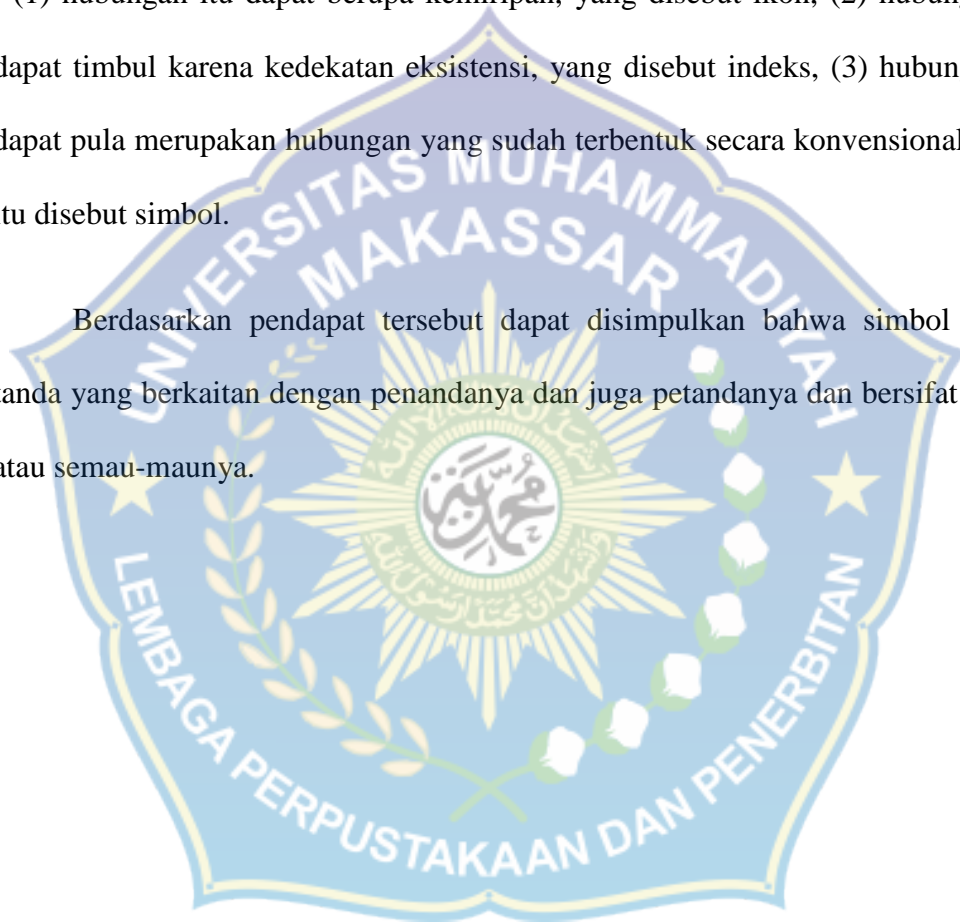 (1) hubungan itu dapat berupa kemiripan, yang disebut ikon, (2)
dapat timbul karena kedekatan eksistensi, yang disebut indeks, (3)
dapat pula merupakan hubungan yang sudah terbentuk secara konvensional
disebut simbol.
Berdasarkan pendapat tersebut dapat disimpulkan bahwa simbol
tanda yang berkaitan dengan penandanya dan juga petandanya dan bersifat
atau semau-maunya.
UNIVERSITAS MUHAMMADIYAH
MAKASSAR
LEMBAGA PERPUSTAKAAN DAN PENERBITAN